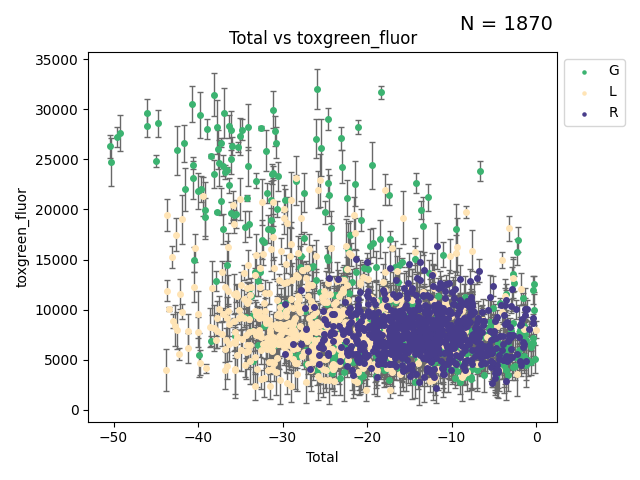 N = 1870
Total vs toxgreen_fluor
35000
30000
25000
20000
15000
10000
5000
0
toxgreen_fluor
−50
−40
−30
−20
−10
0
Total
G
L
R